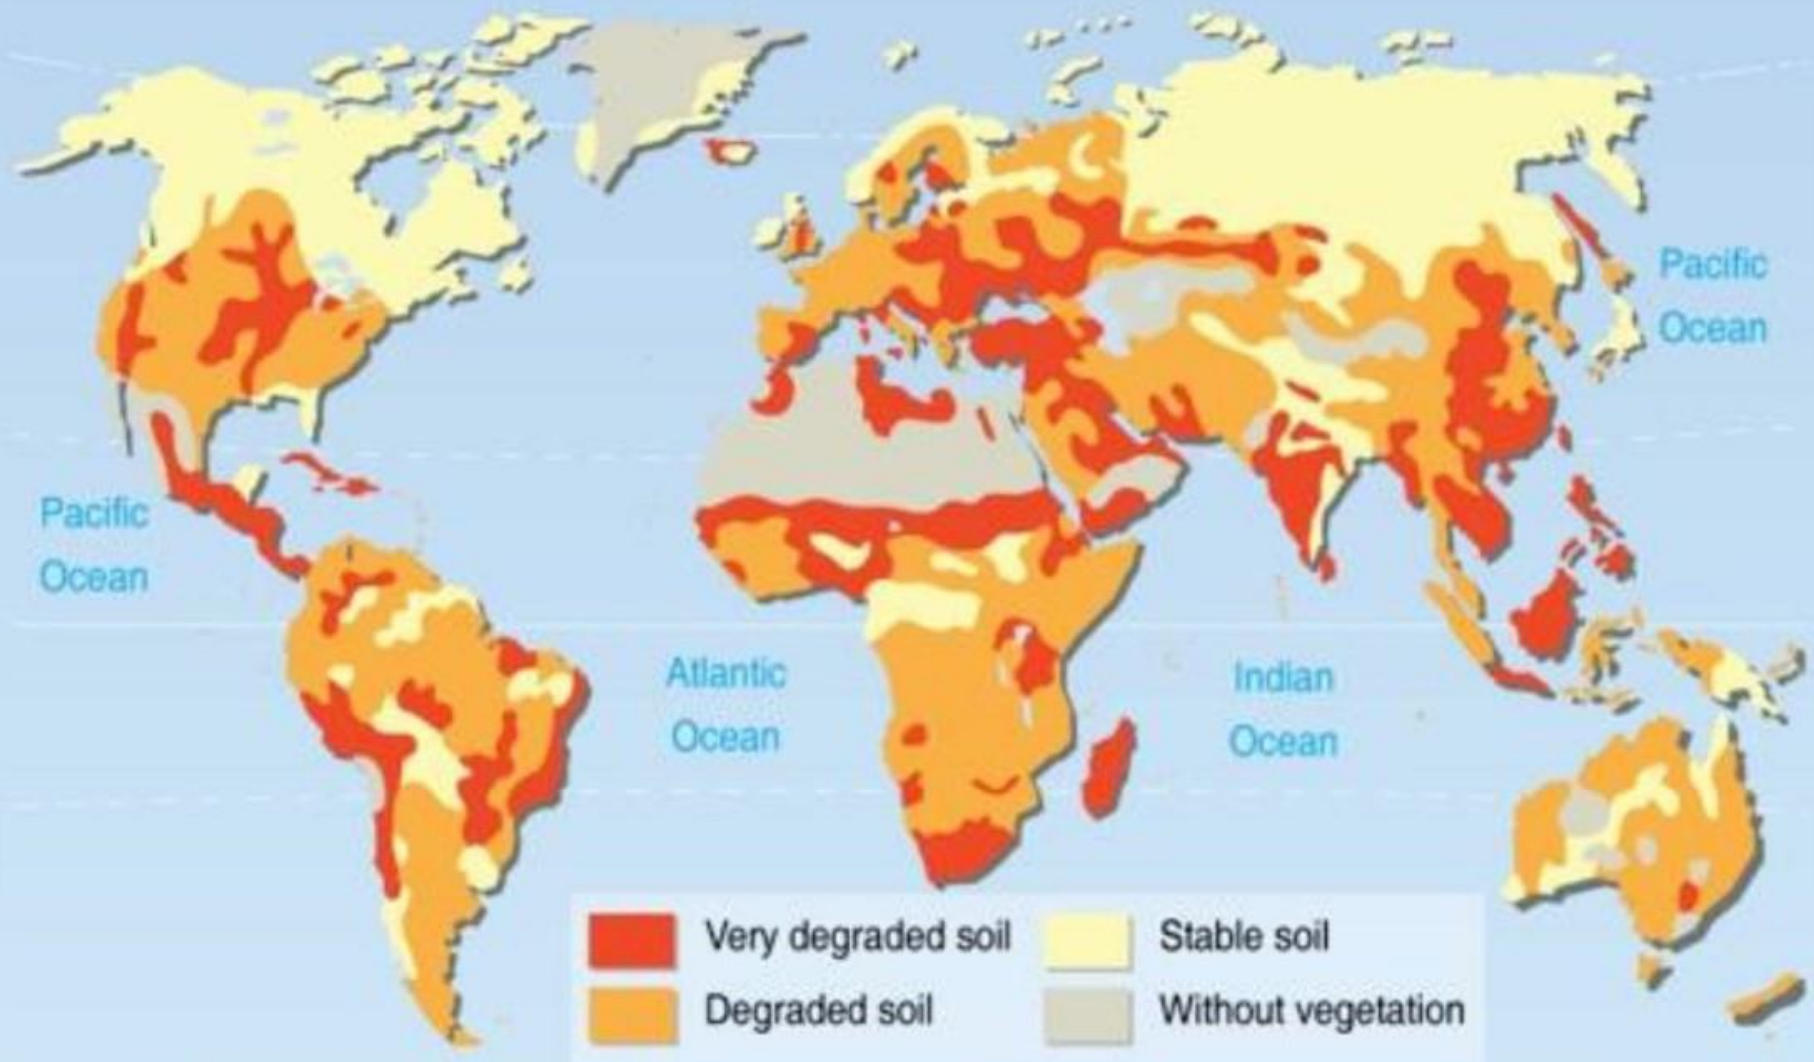 Pacific
Ocean
Pacific
Ocean
Atlantic
Ocean
Indian
Ocean
Very degraded soil
Stable soil
Degraded soil
Without vegetation